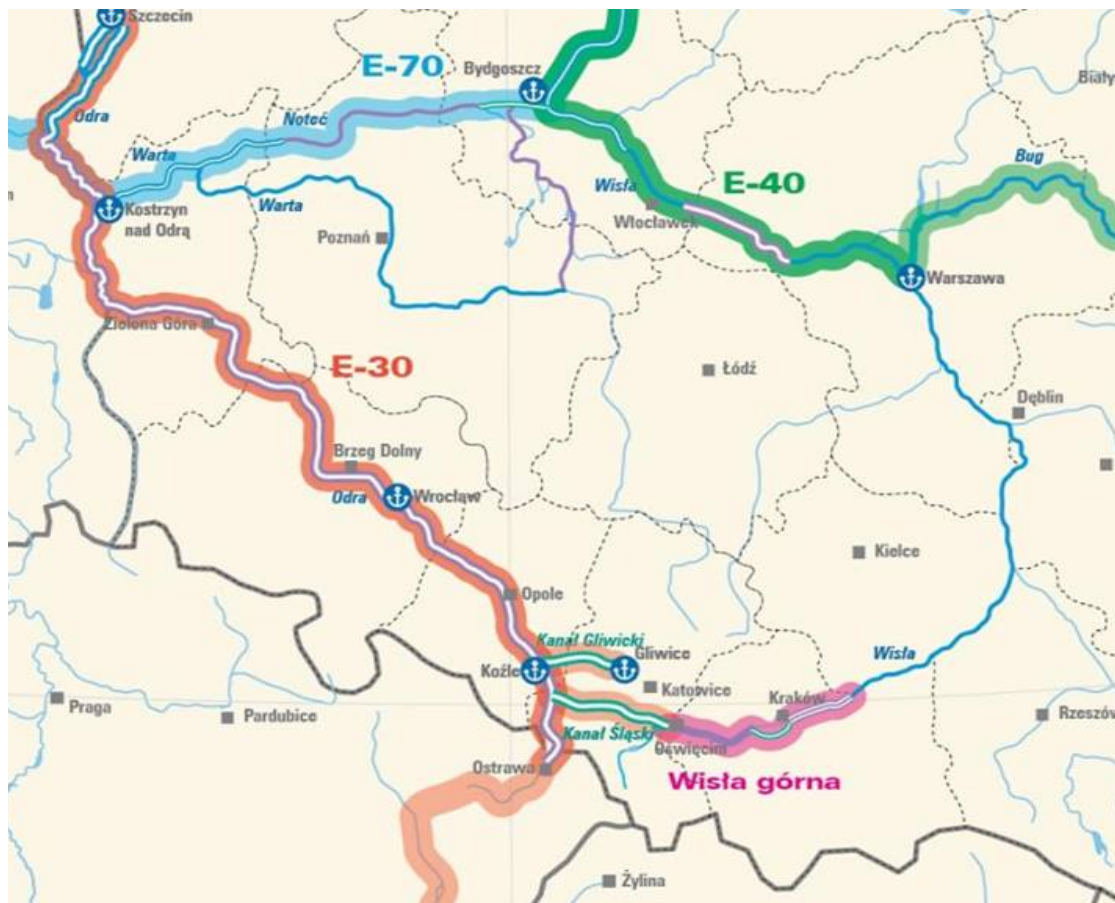 Szczecin
E-70
Bydgoszcz
Odra
Noteć
Warta
Bug
Wisła
E-40
Kostrzyn
nad Odrą
Warta
Włocławek
Poznań
Warszawa
Zielona Góra
E-30
Łódź
Dęblin
Brzeg Dolny
Odra
Wrocław
Kielce
Opole
Kanał Gliwicki
Wisła
Koźle
Gliwice
Katowice
Kraków
Praga
Pardubice
Rzeszów
Kanał Śląski
Oświęcim
Ostrawa
Wisła górna
Żylina